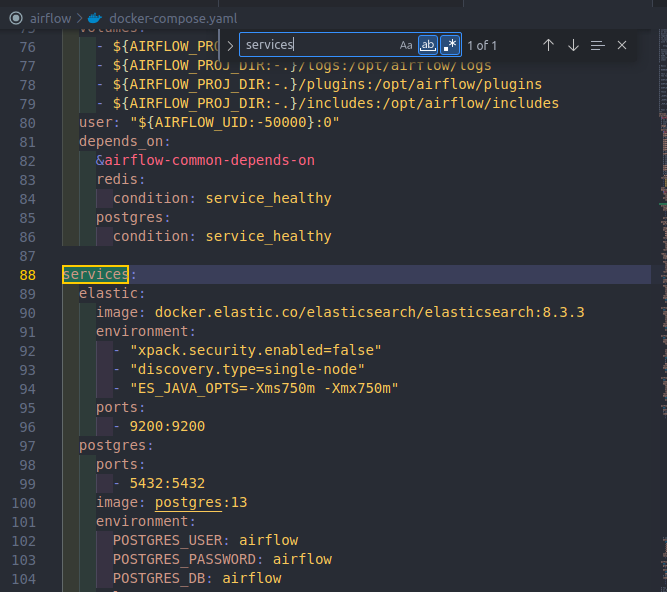 airflow > docker-compose.yaml
services Aa ab .* 1 of 1
76 - ${AIRFLOW_PROJ
77 - ${AIRFLOW_PROJ_DIR:-.}/logs:/opt/airflow/logs
78 - ${AIRFLOW_PROJ_DIR:-.}/plugins:/opt/airflow/plugins
79 - ${AIRFLOW_PROJ_DIR:-.}/includes:/opt/airflow/includes
80 user: "${AIRFLOW_UID:-50000}:0"
81 depends_on:
82 &airflow-common-depends-on
83 redis:
84 condition: service_healthy
85 postgres:
86 condition: service_healthy
87
88 services:
89 elastic:
90 image: docker.elastic.co/elasticsearch/elasticsearch:8.3.3
91 environment:
92 - "xpack.security.enabled=false"
93 - "discovery.type=single-node"
94 - "ES_JAVA_OPTS=-Xms750m -Xmx750m"
95 ports:
96 - 9200:9200
97 postgres:
98 ports:
99 - 5432:5432
100 image: postgres:13
101 environment:
102 POSTGRES_USER: airflow
103 POSTGRES_PASSWORD: airflow
104 POSTGRES_DB: airflow